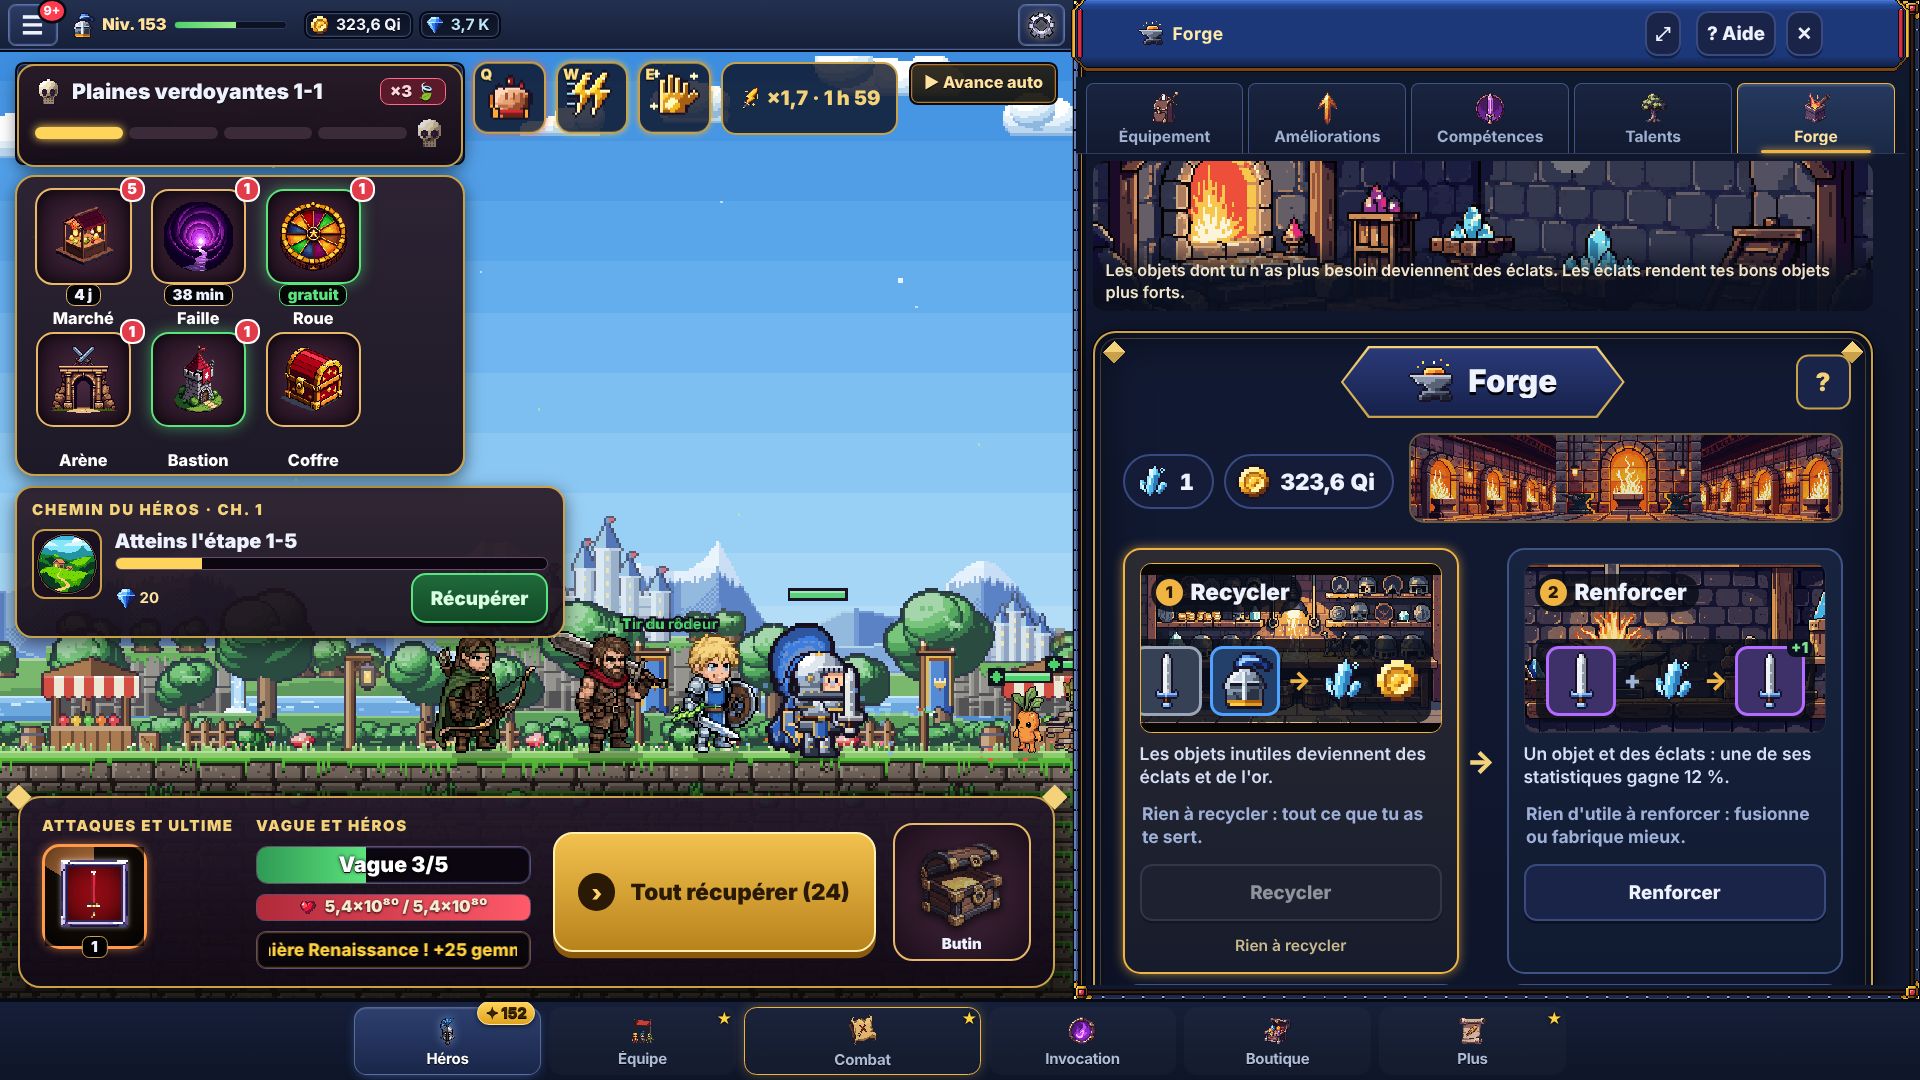 9+
Niv. 153
323,6 Qi
3,7 K
Plaines verdoyantes 1-1
×3
Q
W
E
×1,7 · 1 h 59
Avance auto
5
1
1
4 j
38 min
gratuit
Marché
Faille
Roue
1
1
Arène
Bastion
Coffre
CHEMIN DU HÉROS · CH. 1
Atteins l'étape 1-5
20
Récupérer
Tir du rôdeur
ATTAQUES ET ULTIME
1
VAGUE ET HÉROS
Vague 3/5
5,4×10⁸⁰ / 5,4×10⁸⁰
ière Renaissance ! +25 gemm
Tout récupérer (24)
Butin
Forge
? Aide
Équipement
Améliorations
Compétences
Talents
Forge
Les objets dont tu n'as plus besoin deviennent des éclats. Les éclats rendent tes bons objets
plus forts.
Forge
?
1
323,6 Qi
1 Recycler
Les objets inutiles deviennent des
éclats et de l'or.
Rien à recycler : tout ce que tu as
te sert.
Recycler
Rien à recycler
2 Renforcer
+1
+
Un objet et des éclats : une de ses
statistiques gagne 12 %.
Rien d'utile à renforcer : fusionne
ou fabrique mieux.
Renforcer
152
Héros
Équipe
Combat
Invocation
Boutique
Plus